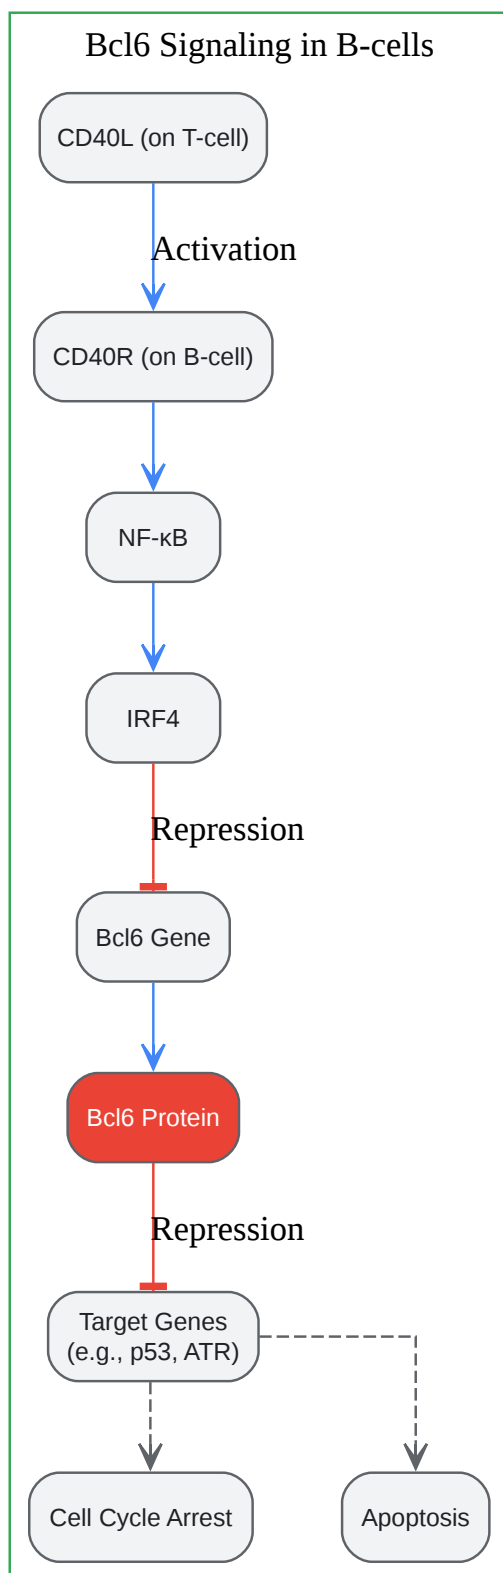 Bcl6 Signaling in B-cells
CD40L (on T-cell)
Activation
CD40R (on B-cell)
NF-κB
IRF4
Repression
Bcl6 Gene
Bcl6 Protein
Repression
Target Genes
(e.g., p53, ATR)
Cell Cycle Arrest
Apoptosis